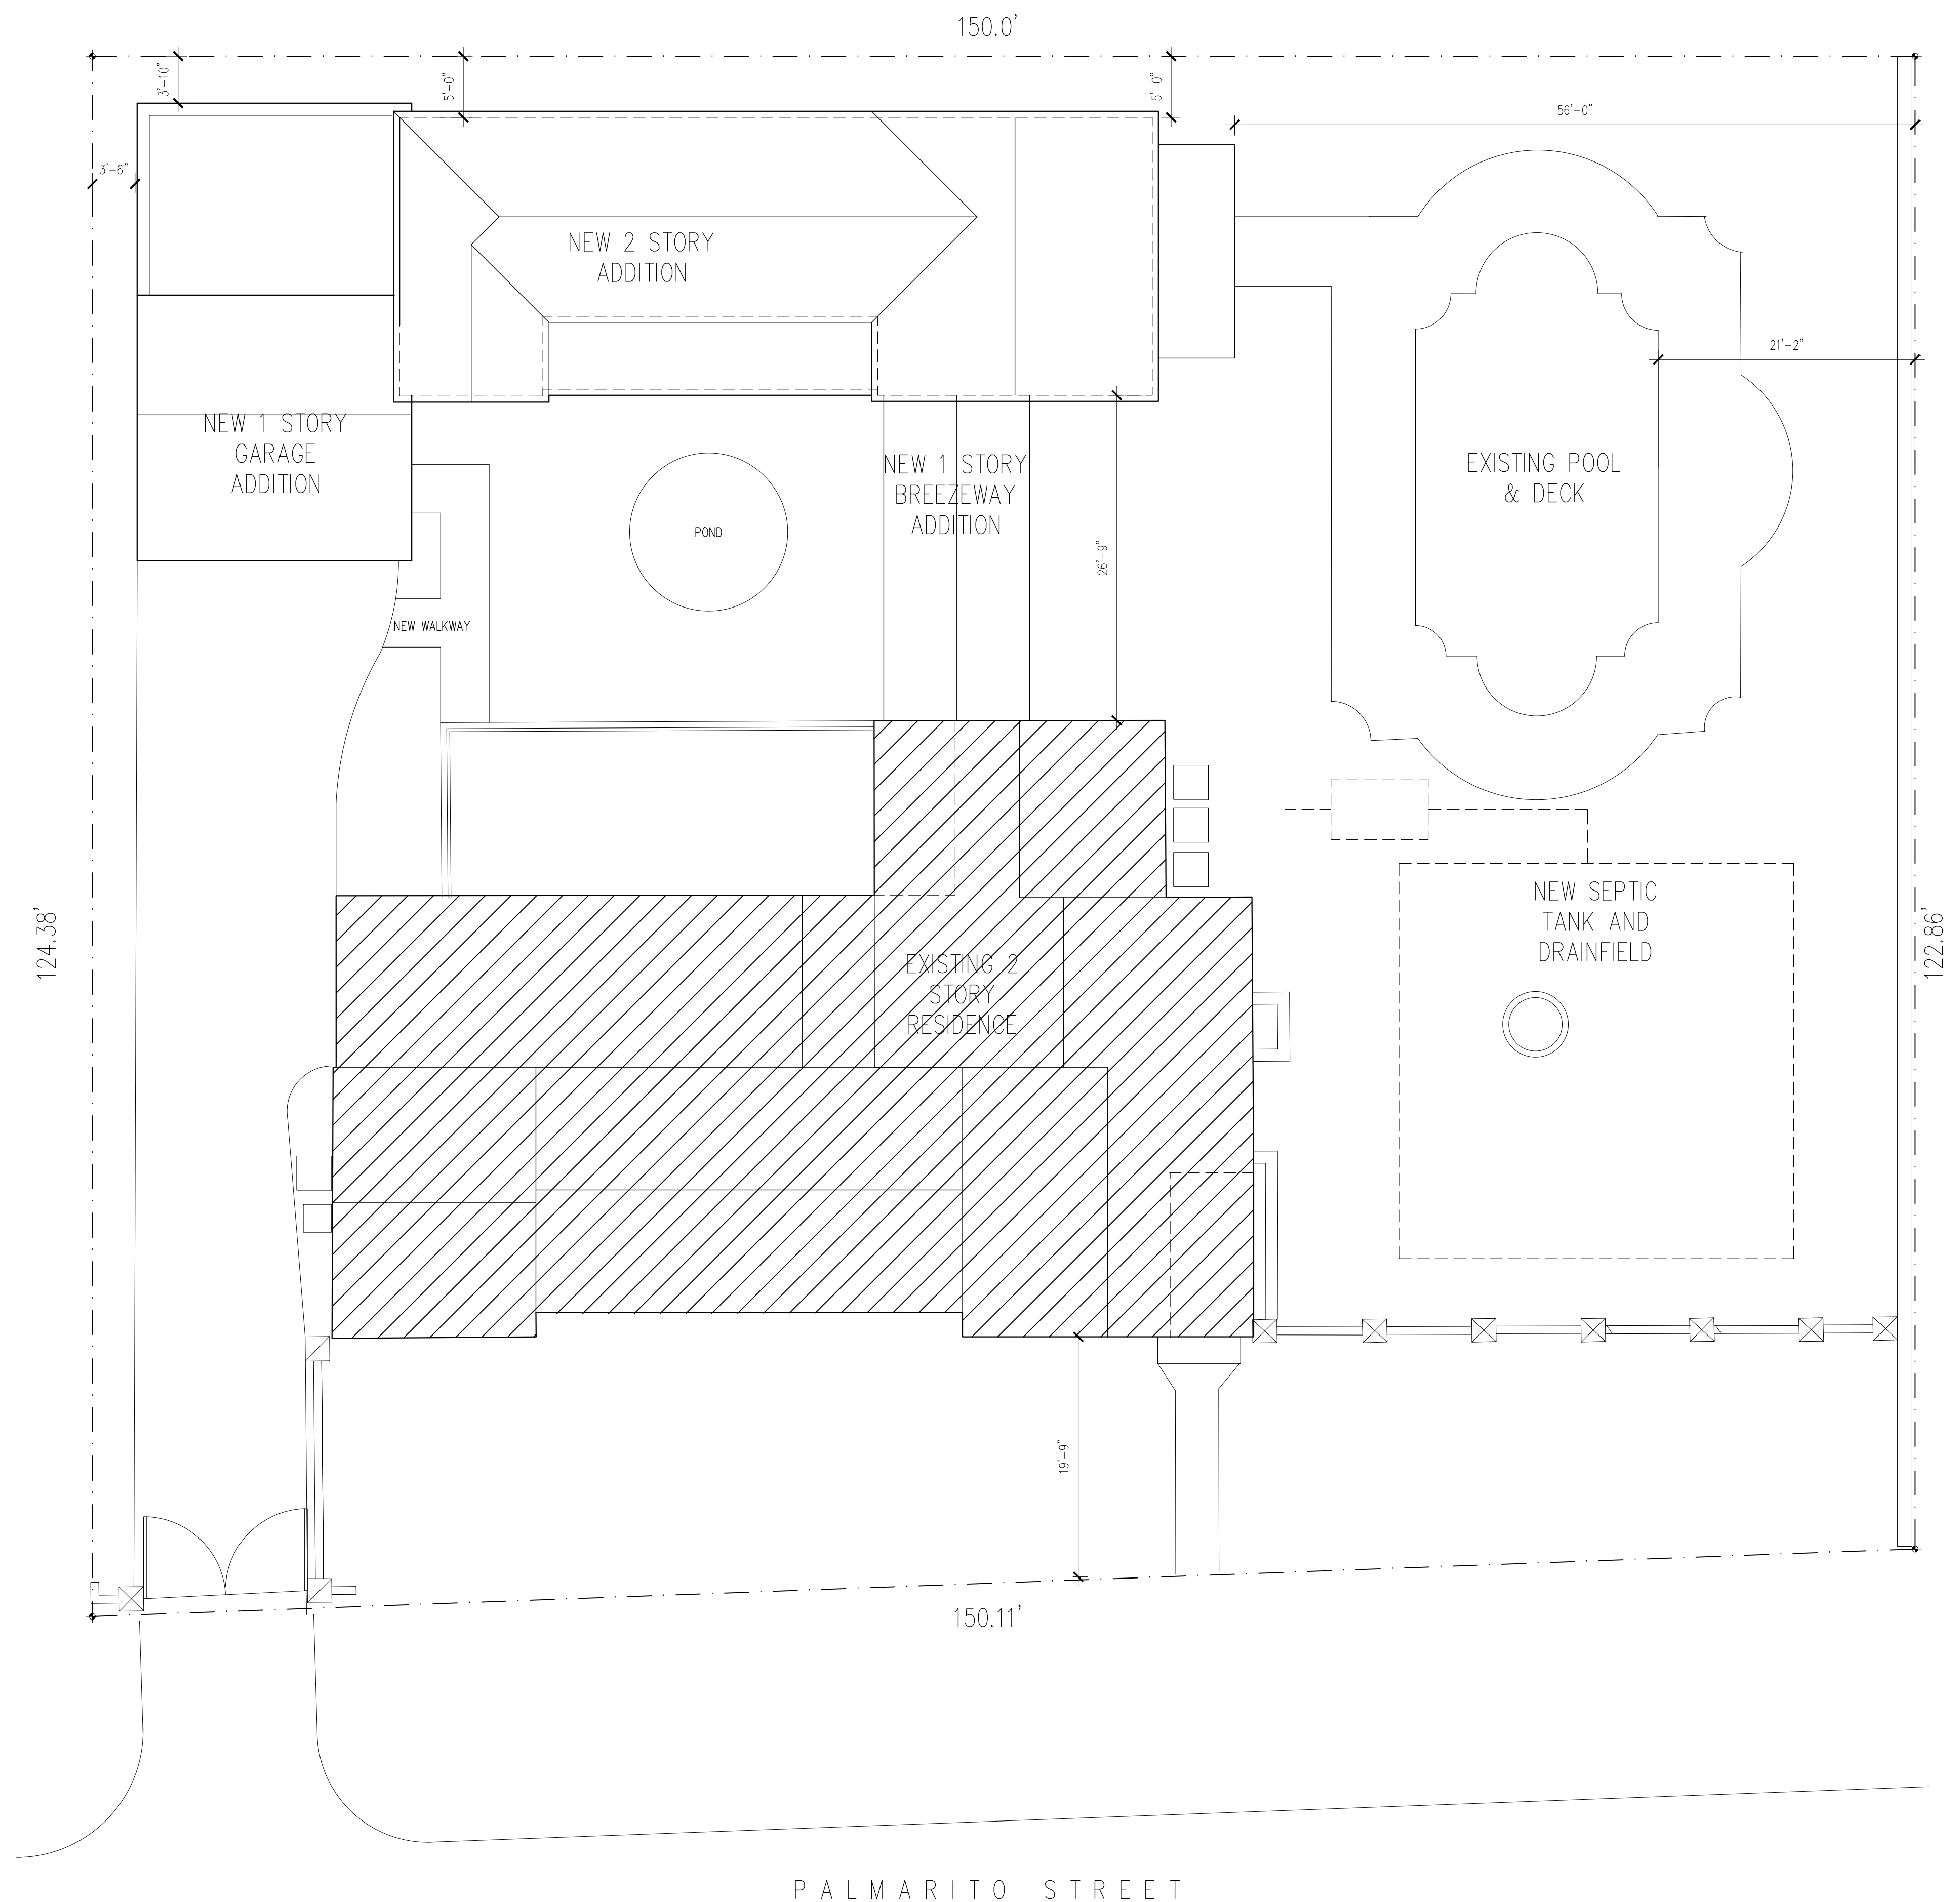 150.0'
3'-10"
5'-0"
5'-0"
56'-0"
3'-6"
NEW 2 STORY
ADDITION
21'-2"
NEW 1 STORY
GARAGE
ADDITION
NEW 1 STORY
BREEZEWAY
ADDITION
EXISTING POOL
& DECK
POND
26'-9"
NEW WALKWAY
NEW SEPTIC
TANK AND
DRAINFIELD
124.38'
122.86'
EXISTING 2
STORY
RESIDENCE
19'-9"
150.11'
PALMARITO STREET